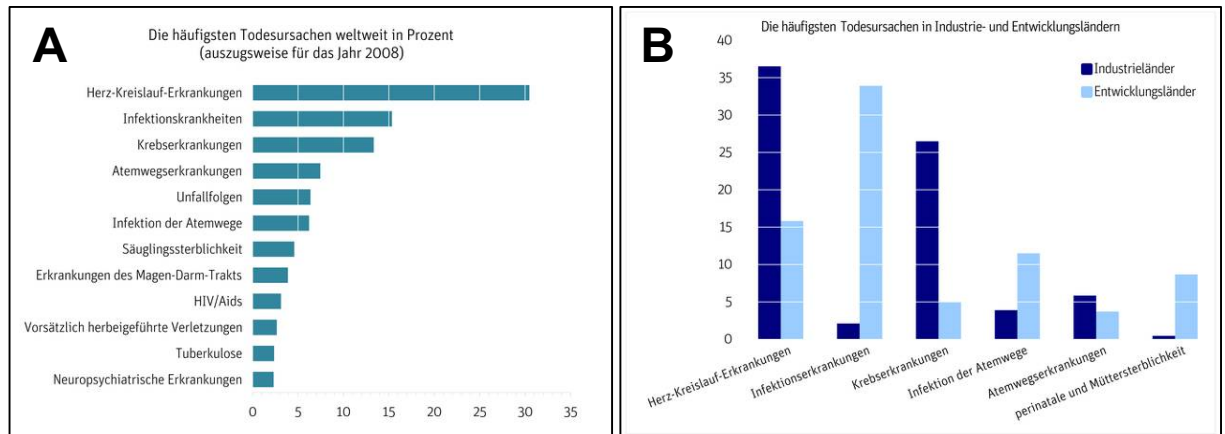 A
Die häufigsten Todesursachen weltweit in Prozent
(auszugsweise für das Jahr 2008)
Herz-Kreislauf-Erkrankungen
Infektionskrankheiten
Krebserkrankungen
Atemwegserkrankungen
Unfallfolgen
Infektion der Atemwege
Säuglingssterblichkeit
Erkrankungen des Magen-Darm-Trakts
HIV/Aids
Vorsätzlich herbeigeführte Verletzungen
Tuberkulose
Neuropsychiatrische Erkrankungen
0 5 10 15 20 25 30 35
B
Die häufigsten Todesursachen in Industrie- und Entwicklungsländern
Industrieländer
Entwicklungsländer
40
35
30
25
20
15
10
5
0
Herz-Kreislauf-Erkrankungen
Infektionserkrankungen
Krebserkrankungen
Infektion der Atemwege
Atemwegserkrankungen
perinatale und Müttersterblichkeit